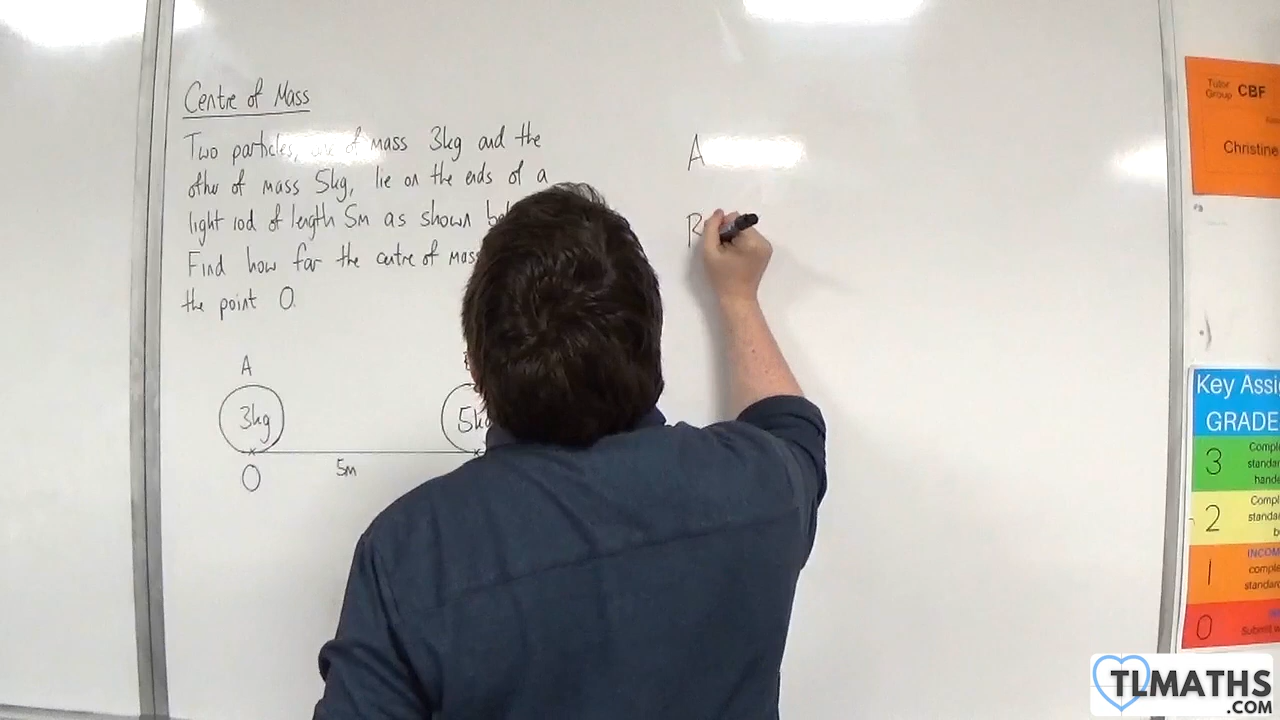 Centre of Mass
Two particles, of mass 3kg and the
other of mass 5kg, lie on the ends of a
light rod of length 5m as shown
Find how far the centre of mass
the point O.
A
3kg
5kg
O
5m
A
B
Tutor
Group CBF
Christine
Key Assi
GRADE
3
2
1
0
TLMATHS
.COM